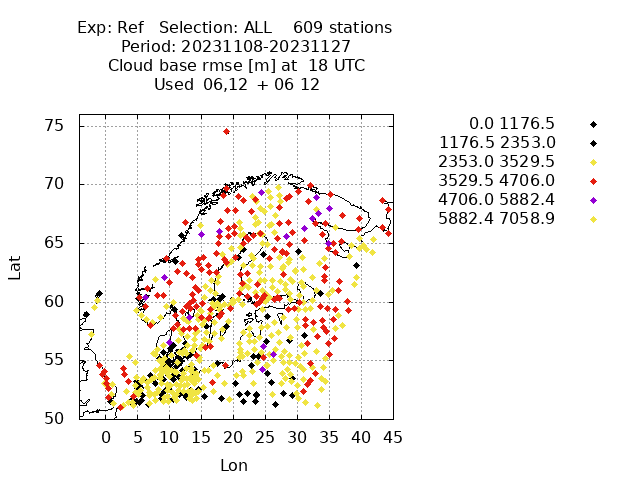 Exp: Ref   Selection: ALL    609 stations
Period: 20231108-20231127
Cloud base rmse [m] at  18 UTC
Used  06,12  + 06 12
0.0 1176.5
1176.5 2353.0
2353.0 3529.5
3529.5 4706.0
4706.0 5882.4
5882.4 7058.9
75
70
65
60
55
50
Lat
0 5 10 15 20 25 30 35 40 45
Lon